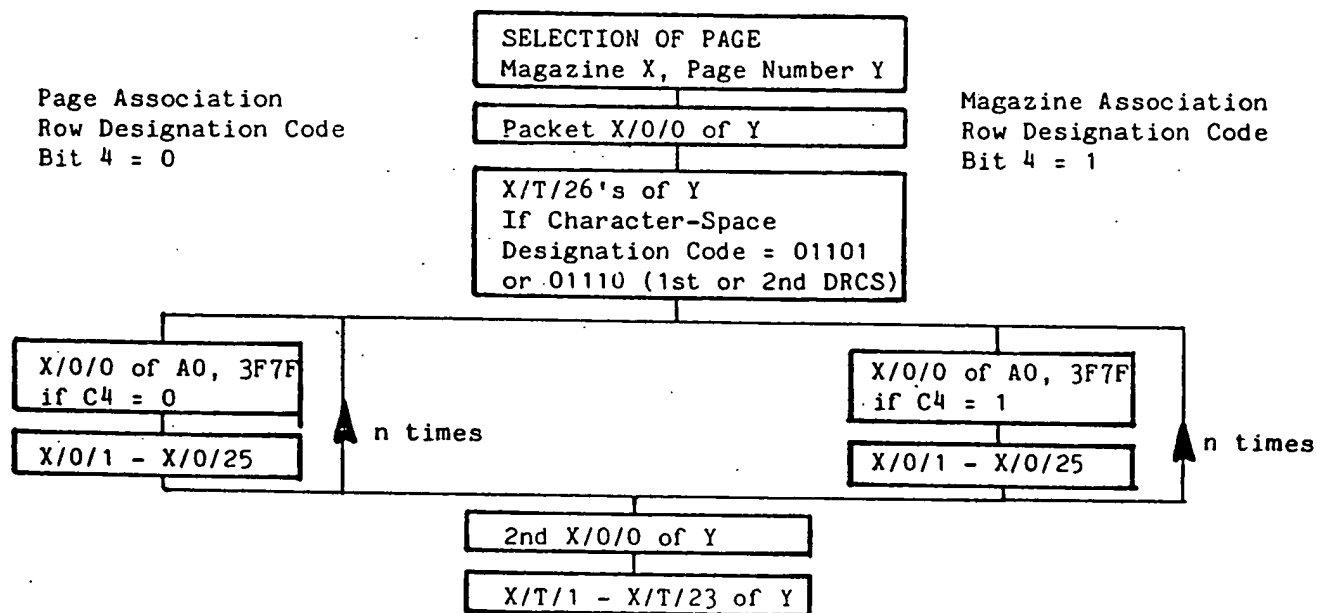 SELECTION OF PAGE
Magazine X, Page Number Y
Page Association
Row Designation Code
Bit 4 = 0
Magazine Association
Row Designation Code
Bit 4 = 1
Packet X/0/0 of Y
X/T/26's of Y
If Character-Space
Designation Code = 01101
or 01110 (1st or 2nd DRCS)
X/0/0 of A0, 3F7F
if C4 = 0
n times
X/0/1 - X/0/25
X/0/0 of A0, 3F7F
if C4 = 1
n times
X/0/1 - X/0/25
2nd X/0/0 of Y
X/T/1 - X/T/23 of Y